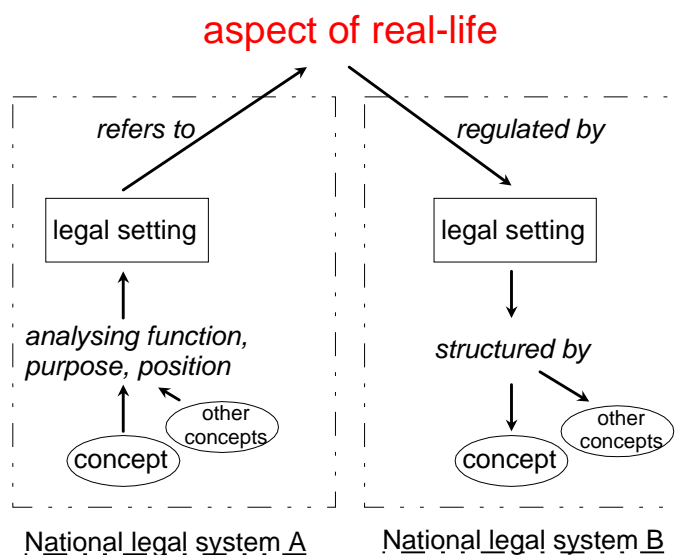 aspect of real-life
refers to
legal setting
analysing function,
purpose, position
other
concepts
concept
National legal system A
regulated by
legal setting
structured by
other
concepts
concept
National legal system B